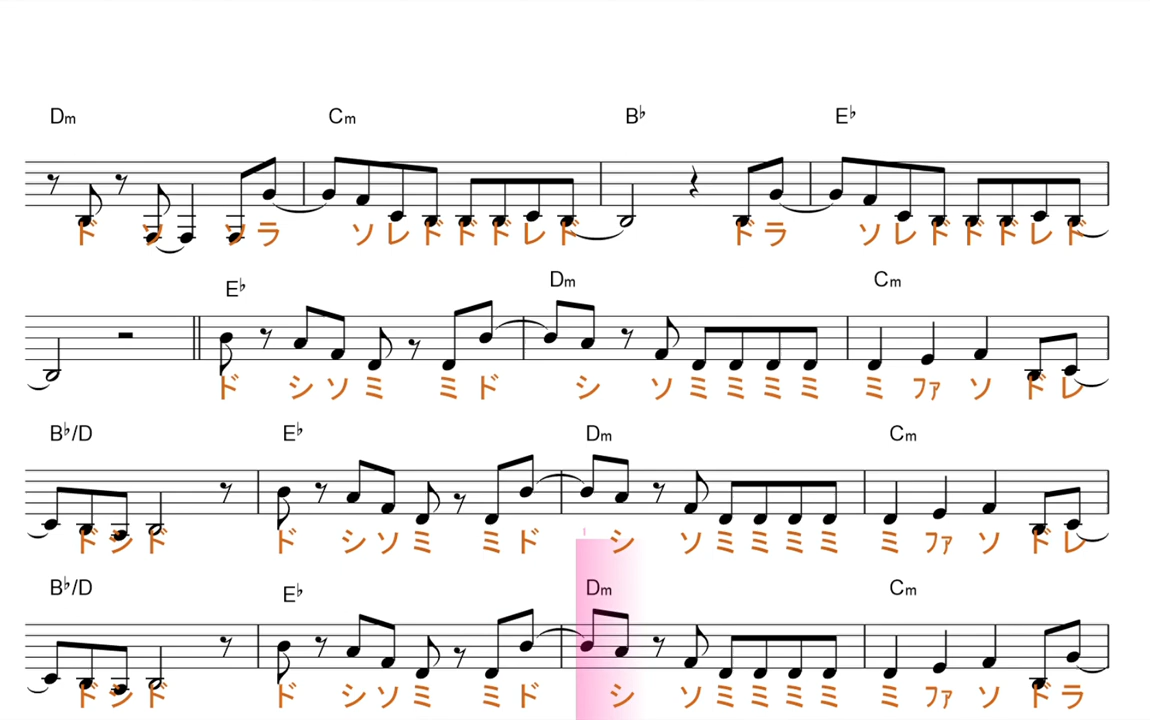 Dm Cm B♭ E♭
ド ソ ソ ラ ソ レ ド ド ド レ ド ド ラ ソ レ ド ド ド レ ド
E♭ Dm Cm
ド シ ソ ミ ミ ド シ ソ ミ ミ ミ ミ ミ ファ ソ ド レ
B♭/D E♭ Dm Cm
ド シ ド ド シ ソ ミ ミ ド シ ソ ミ ミ ミ ミ ミ ファ ソ ド レ
B♭/D E♭ Dm Cm
ド シ ド ド シ ソ ミ ミ ド シ ソ ミ ミ ミ ミ ミ ファ ソ ド ラ